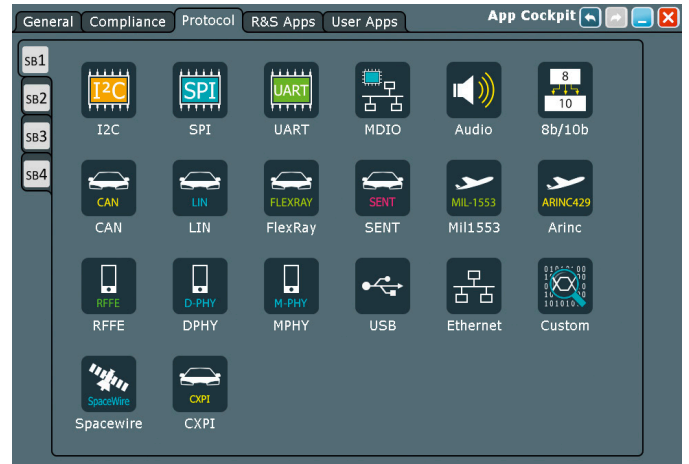 General Compliance Protocol R&S Apps User Apps App Cockpit
SB1
SB2
SB3
SB4
I²C SPI UART 8 10
I2C SPI UART MDIO Audio 8b/10b
CAN LIN FLEXRAY SENT MIL-1553 ARINC429
CAN LIN FlexRay SENT Mil1553 Arinc
RFFE D-PHY M-PHY
RFFE DPHY MPHY USB Ethernet Custom
SpaceWire CXPI
Spacewire CXPI